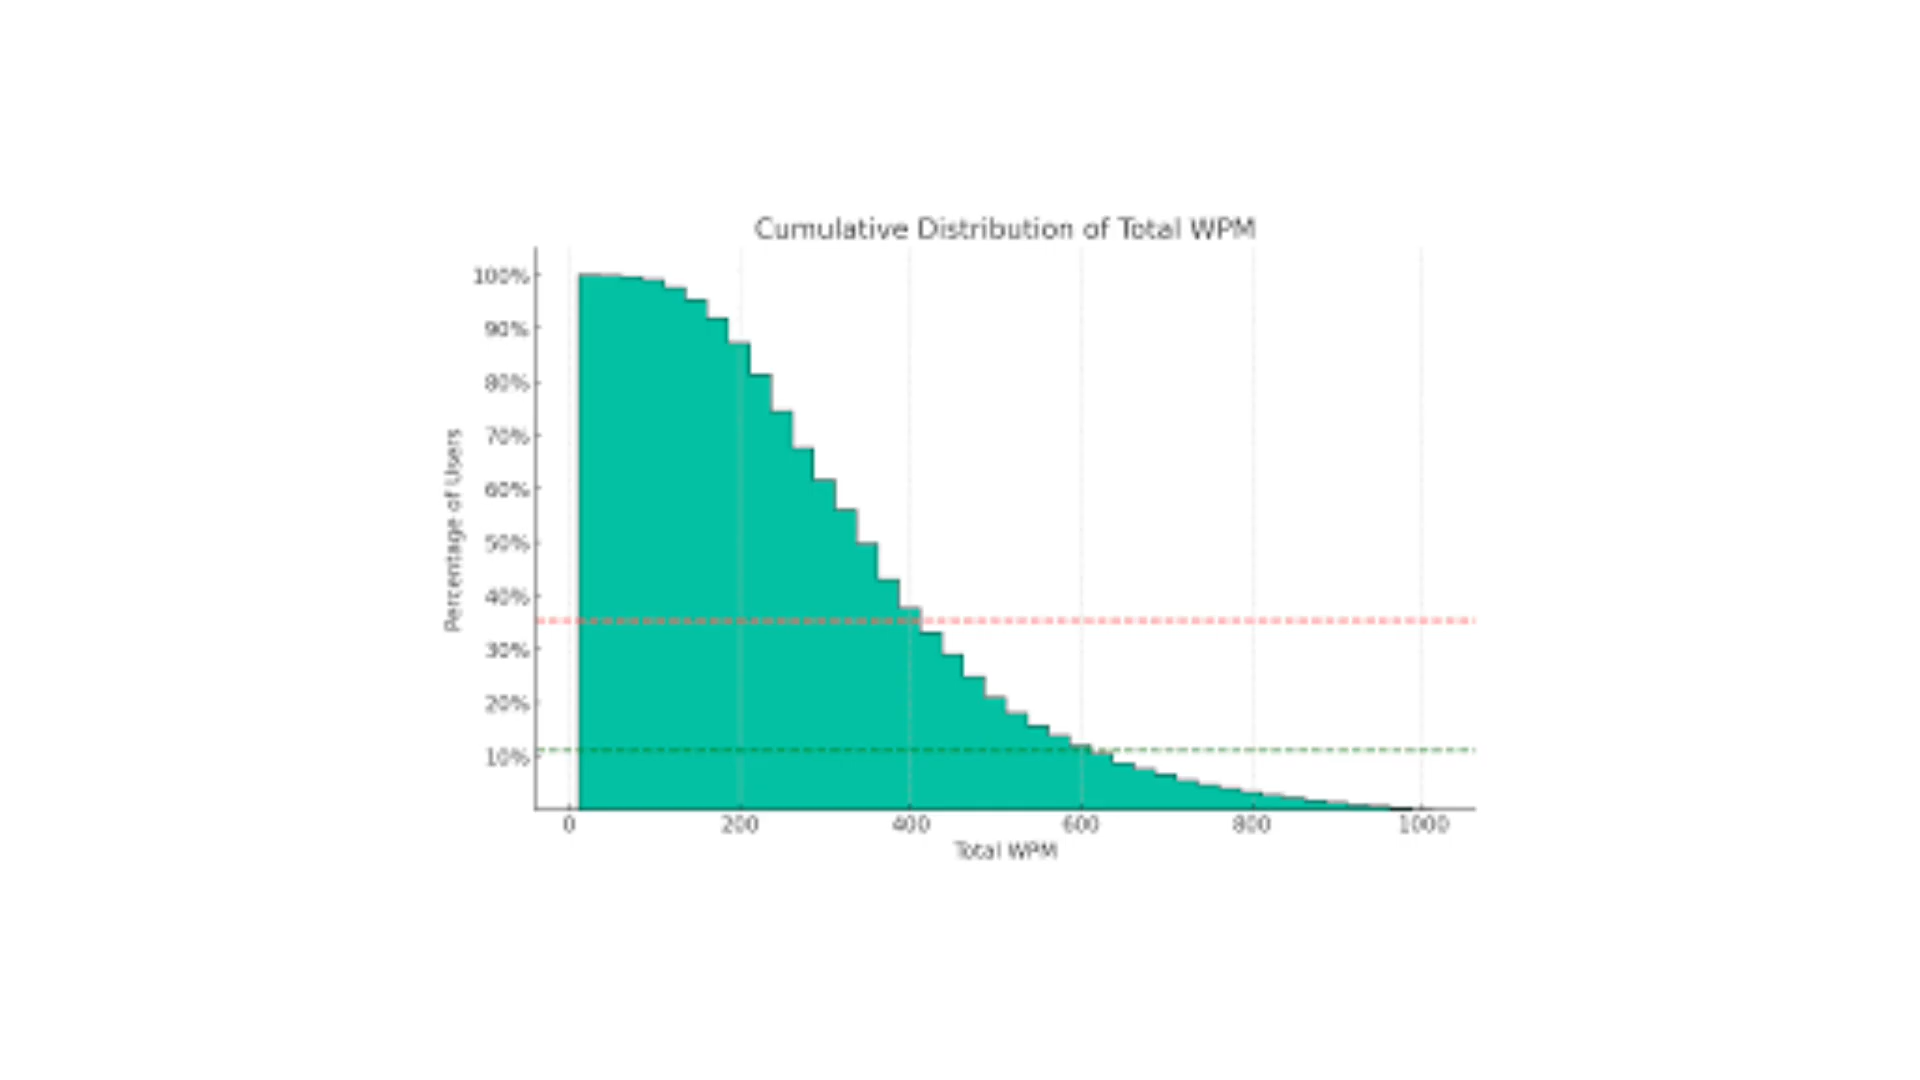 Cumulative Distribution of Total WPM
Percentage of Users
100%
90%
80%
70%
60%
50%
40%
30%
20%
10%
0 200 400 600 800 1000
Total WPM